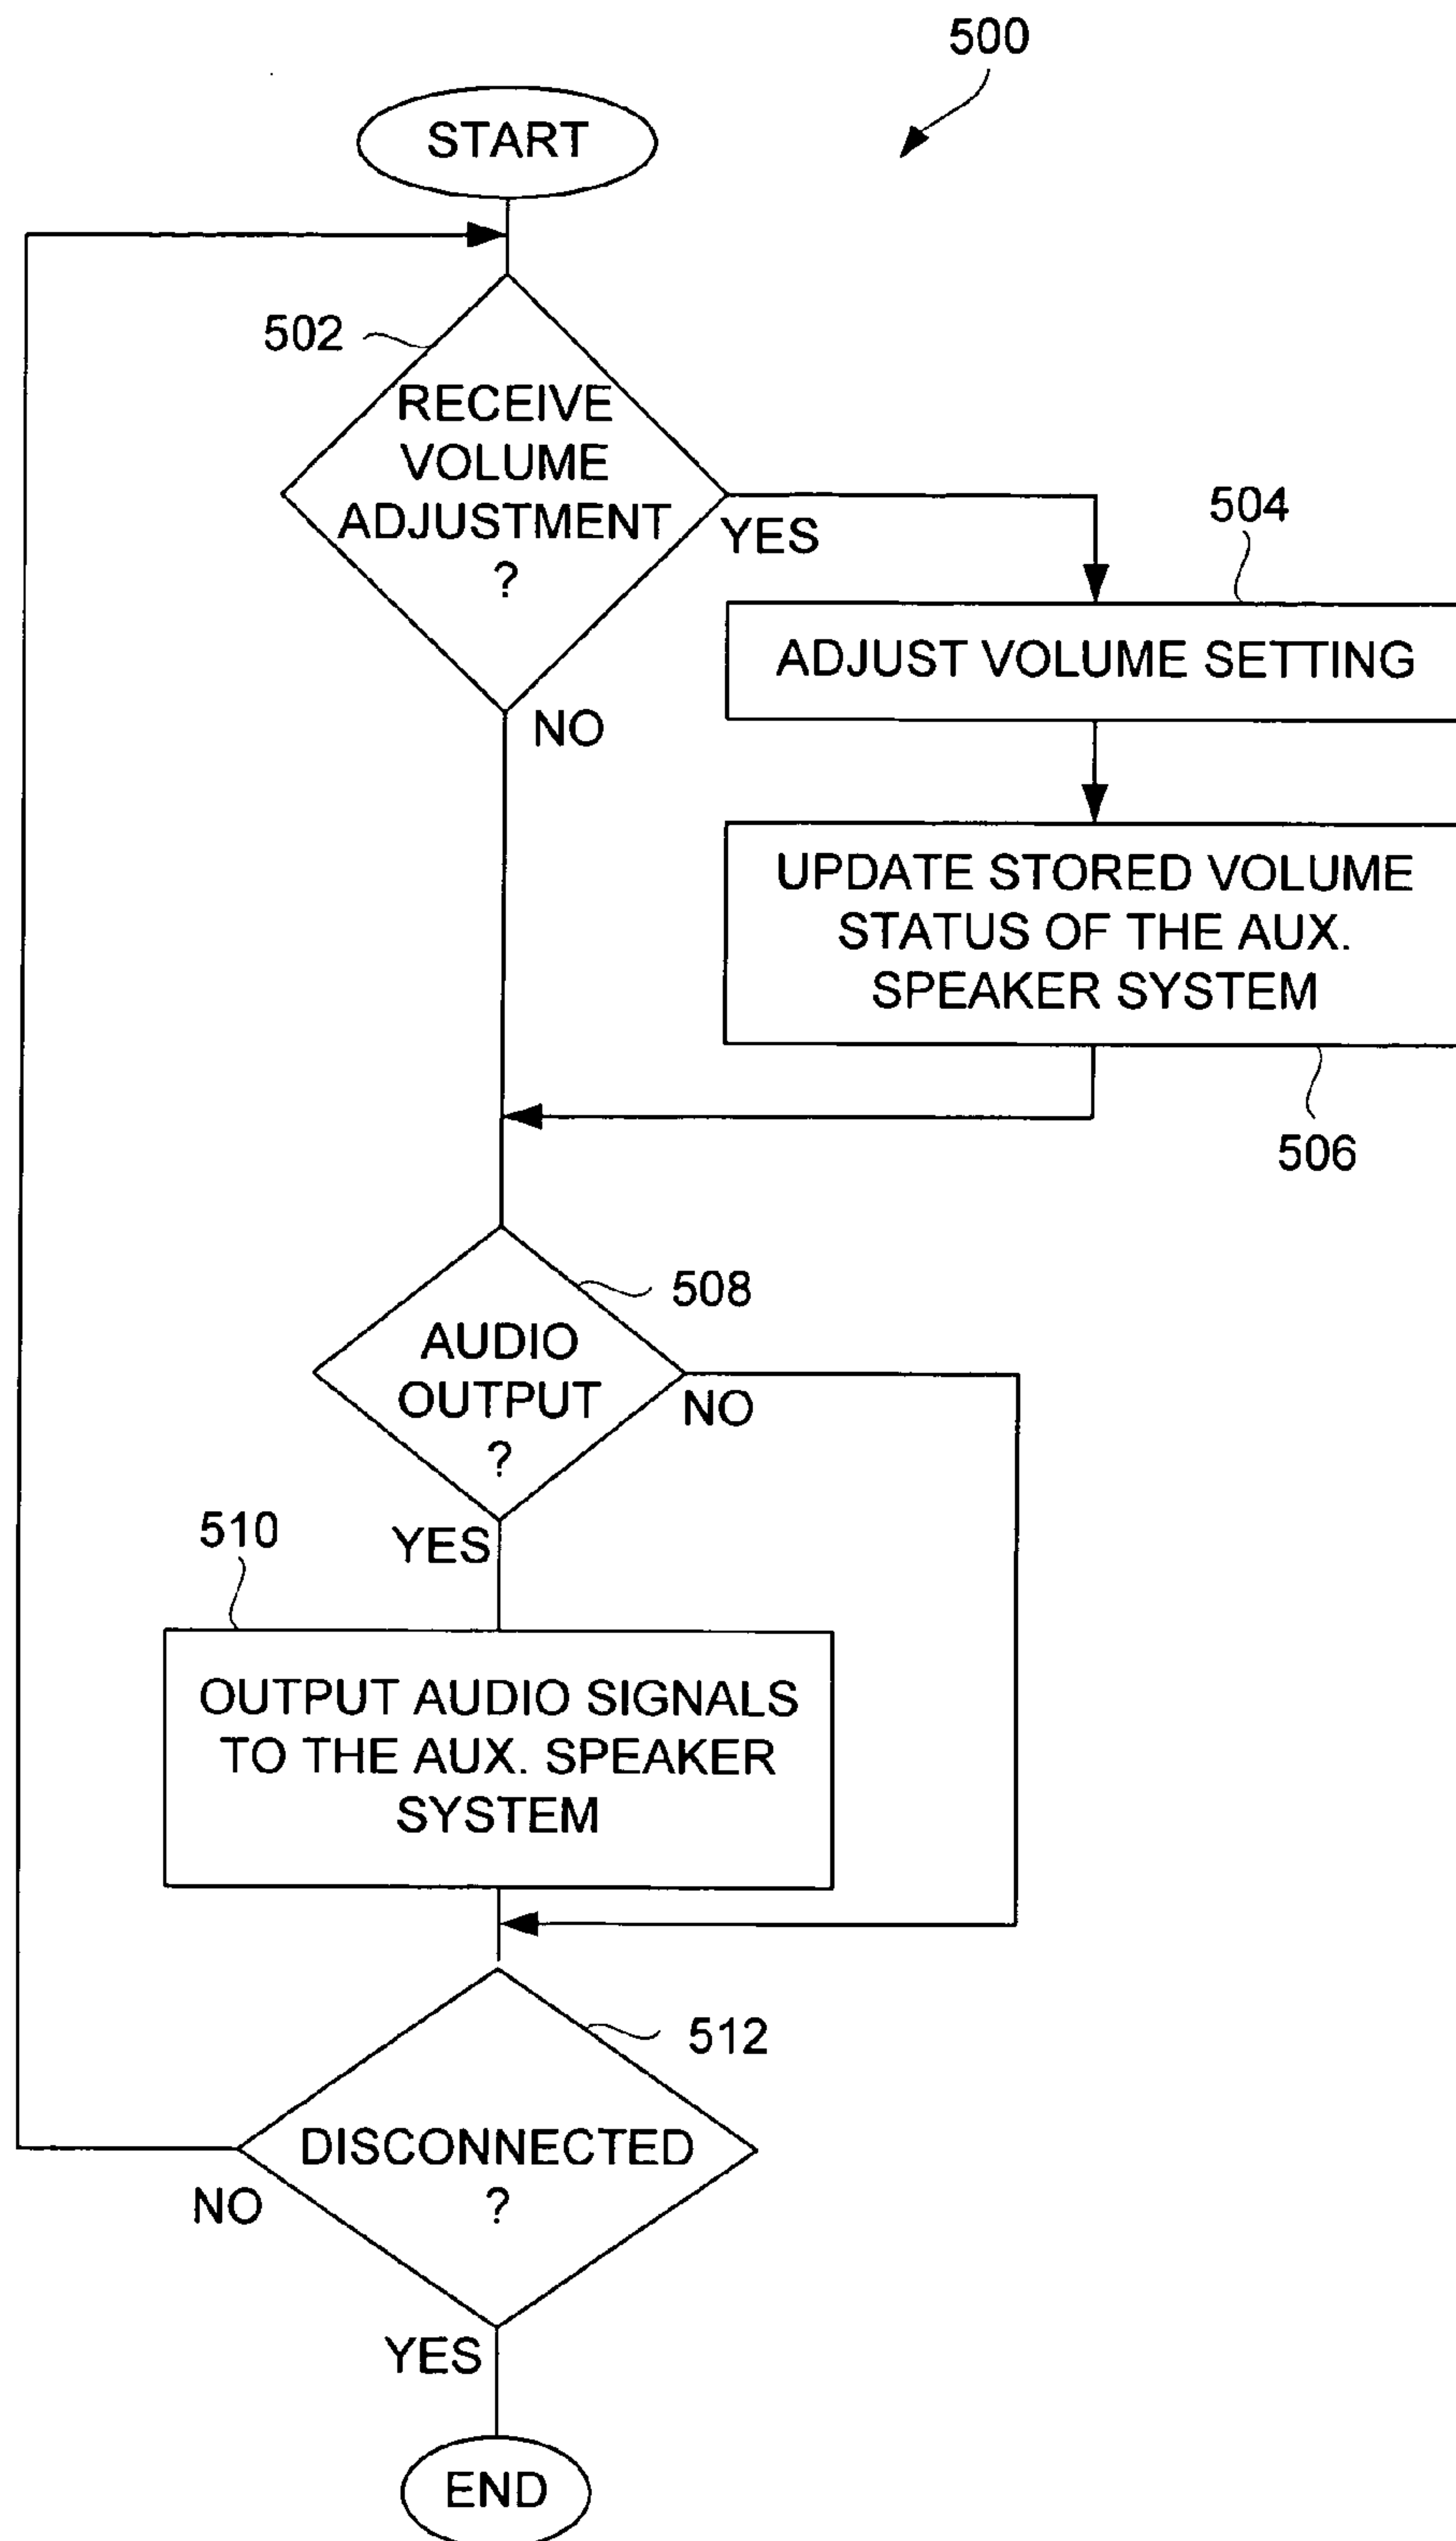 500
START
502
RECEIVE
VOLUME
ADJUSTMENT
?
YES
NO
504
ADJUST VOLUME SETTING
UPDATE STORED VOLUME
STATUS OF THE AUX.
SPEAKER SYSTEM
506
508
AUDIO
OUTPUT
?
NO
YES
510
OUTPUT AUDIO SIGNALS
TO THE AUX. SPEAKER
SYSTEM
512
DISCONNECTED
?
NO
YES
END